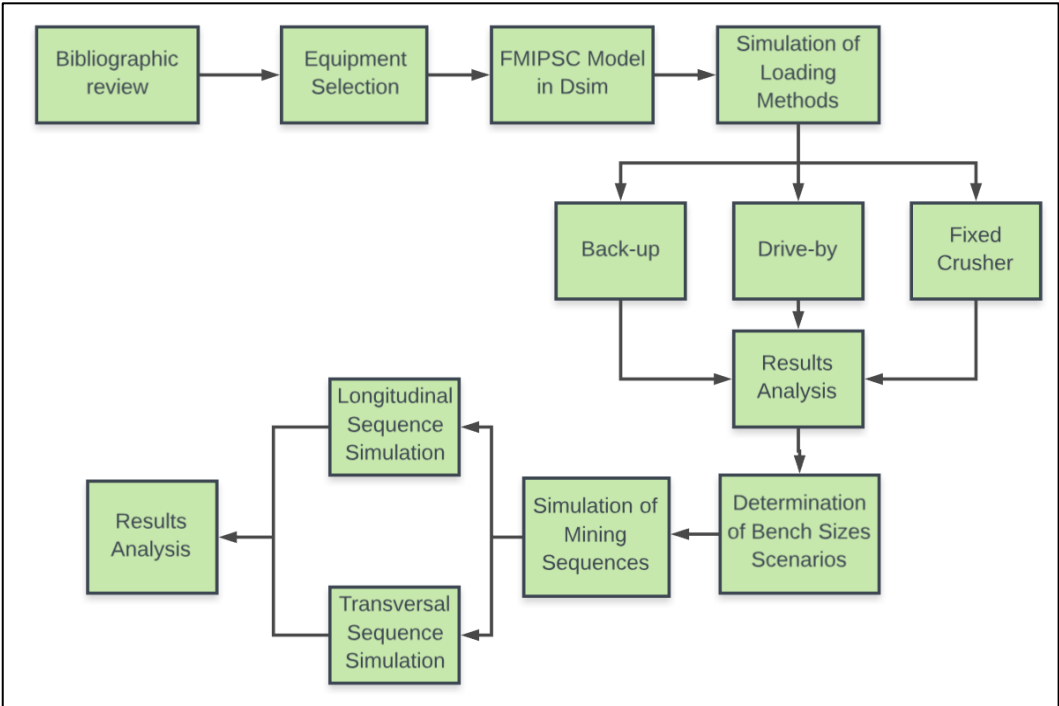 Bibliographic
review
Equipment
Selection
FMIPSC Model
in Dsim
Simulation of
Loading
Methods
Back-up
Drive-by
Fixed
Crusher
Results
Analysis
Determination
of Bench Sizes
Scenarios
Simulation of
Mining
Sequences
Longitudinal
Sequence
Simulation
Transversal
Sequence
Simulation
Results
Analysis